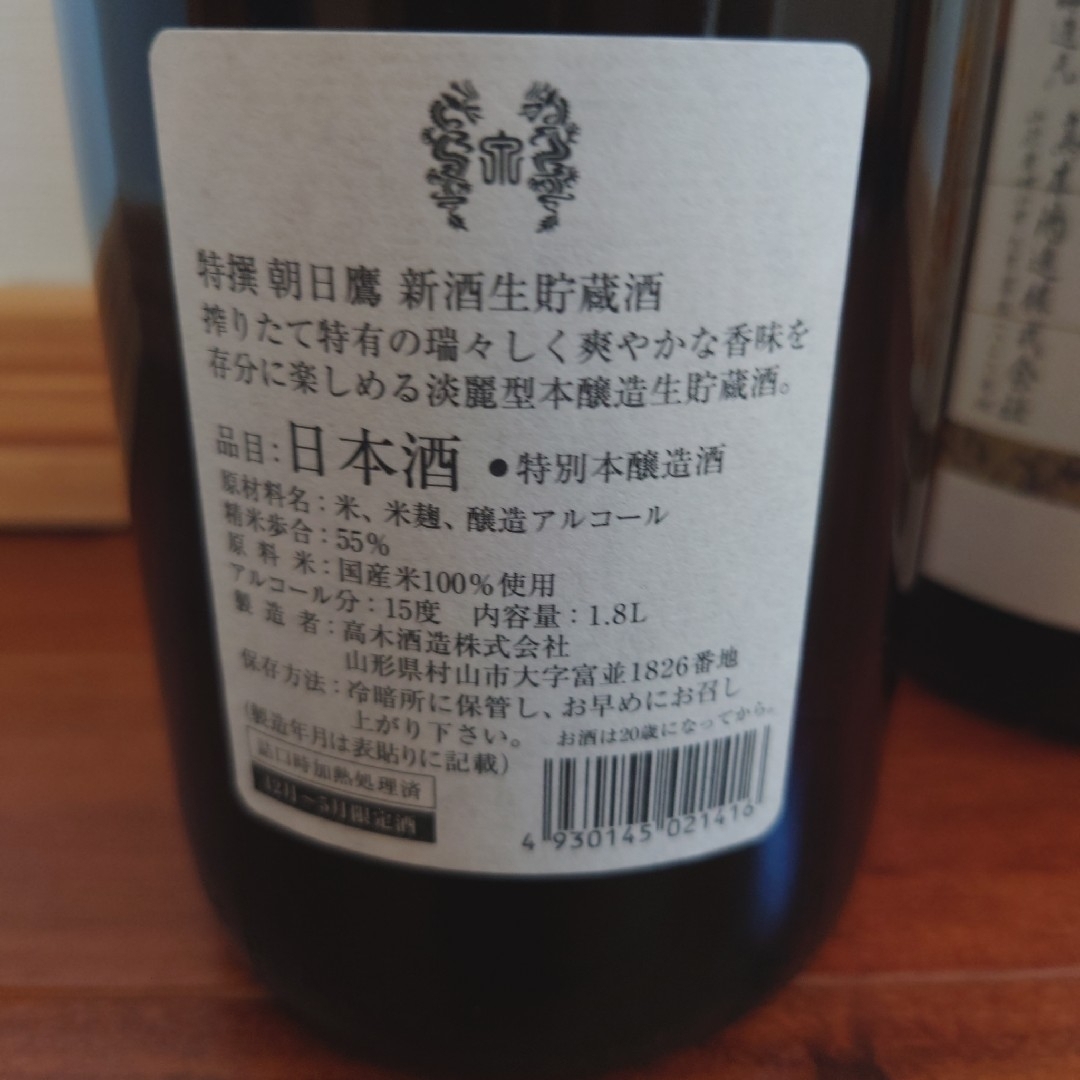 特撰 朝日鷹 新酒生貯蔵酒
搾りたて特有の瑞々しく爽やかな香味を
存分に楽しめる淡麗型本醸造生貯蔵酒。
品目:日本酒 ●特別本醸造酒
原材料名:米、米麹、醸造アルコール
精米歩合:55%
原料米:国産米100%使用
アルコール分:15度 内容量:1.8L
製造者:高木酒造株式会社
山形県村山市大字富並1826番地
保存方法:冷暗所に保管し、お早めにお召し
上がり下さい。 お酒は20歳になってから。
(製造年月は表貼りに記載)
詰口時加熱処理済
12月～5月限定酒
4 930145 021416
高木酒造株式会社